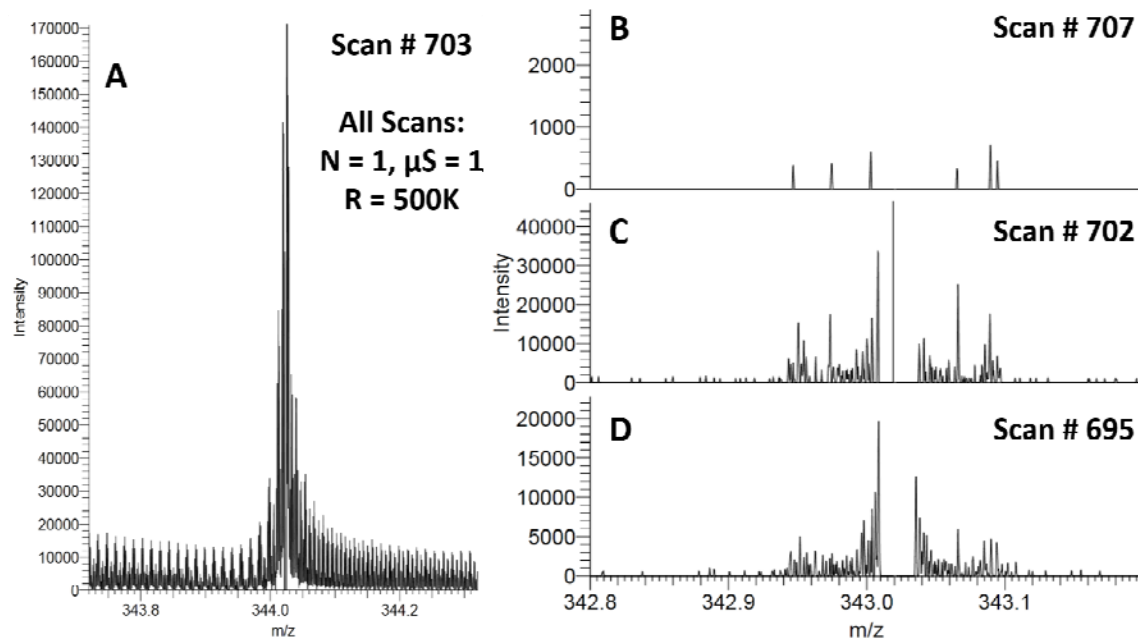 A
Scan # 703
All Scans:
N = 1, µS = 1
R = 500K
Intensity
170000
160000
150000
140000
130000
120000
110000
100000
90000
80000
70000
60000
50000
40000
30000
20000
10000
0
343.8
344.0
344.2
m/z
B
Scan # 707
2000
1000
0
C
Scan # 702
Intensity
40000
30000
20000
10000
0
D
Scan # 695
20000
15000
10000
5000
0
342.8
342.9
343.0
343.1
m/z